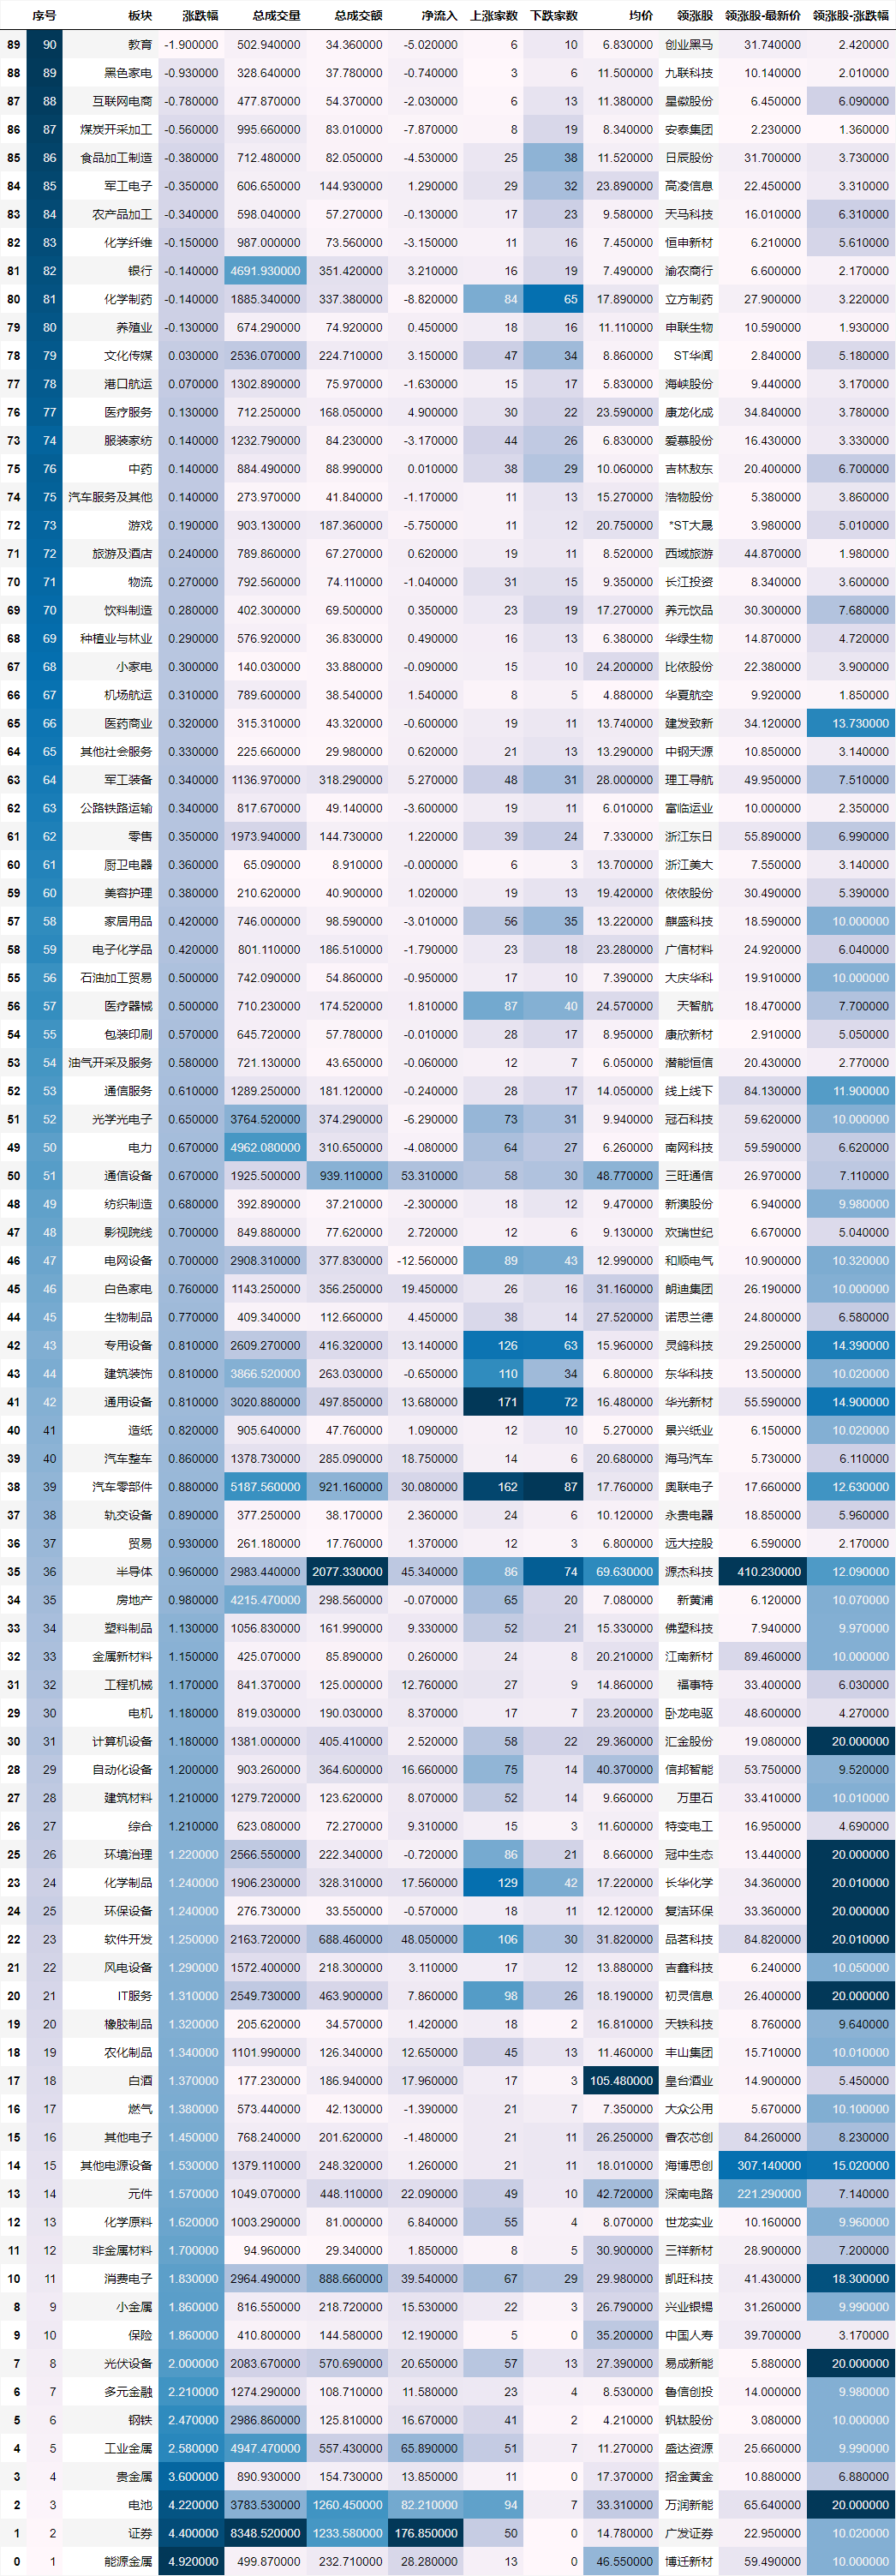 序号 板块 涨跌幅 总成交量 总成交额 净流入 上涨家数 下跌家数 均价 领涨股 领涨股-最新价 领涨股-涨跌幅
89 90 教育 -1.900000 502.940000 34.360000 -5.020000 6 10 6.830000 创业黑马 31.740000 2.420000
88 89 黑色家电 -0.930000 328.640000 37.780000 -0.740000 3 6 11.500000 九联科技 10.140000 2.010000
87 88 互联网电商 -0.780000 477.870000 54.370000 -2.030000 6 13 11.380000 星徽股份 6.450000 6.090000
86 87 煤炭开采加工 -0.560000 995.660000 83.010000 -7.870000 8 19 8.340000 安泰集团 2.230000 1.360000
85 86 食品加工制造 -0.380000 712.480000 82.050000 -4.530000 25 38 11.520000 日辰股份 31.700000 3.730000
84 85 军工电子 -0.350000 606.650000 144.930000 1.290000 29 32 23.890000 高凌信息 22.450000 3.310000
83 84 农产品加工 -0.340000 598.040000 57.270000 -0.130000 17 23 9.580000 天马科技 16.010000 6.310000
82 83 化学纤维 -0.150000 987.000000 73.560000 -3.150000 11 16 7.450000 恒申新材 6.210000 5.610000
81 82 银行 -0.140000 4691.930000 351.420000 3.210000 16 19 7.490000 渝农商行 6.600000 2.170000
80 81 化学制药 -0.140000 1885.340000 337.380000 -8.820000 84 65 17.890000 立方制药 27.900000 3.220000
79 80 养殖业 -0.130000 674.290000 74.920000 0.450000 18 16 11.110000 申联生物 10.590000 1.930000
78 79 文化传媒 0.030000 2536.070000 224.710000 3.150000 47 34 8.860000 ST华闻 2.840000 5.180000
77 78 港口航运 0.070000 1302.890000 75.970000 -1.630000 15 17 5.830000 海峡股份 9.440000 3.170000
76 77 医疗服务 0.130000 712.250000 168.050000 4.900000 30 22 23.590000 康龙化成 34.840000 3.780000
73 74 服装家纺 0.140000 1232.790000 84.230000 -3.170000 44 26 6.830000 爱慕股份 16.430000 3.330000
75 76 中药 0.140000 884.490000 88.990000 0.010000 38 29 10.060000 吉林敖东 20.400000 6.700000
74 75 汽车服务及其他 0.140000 273.970000 41.840000 -1.170000 11 13 15.270000 浩物股份 5.380000 3.860000
72 73 游戏 0.190000 903.130000 187.360000 -5.750000 11 12 20.750000 *ST大晟 3.980000 5.010000
71 72 旅游及酒店 0.240000 789.860000 67.270000 0.620000 19 11 8.520000 西域旅游 44.870000 1.980000
70 71 物流 0.270000 792.560000 74.110000 -1.040000 31 15 9.350000 长江投资 8.340000 3.600000
69 70 饮料制造 0.280000 402.300000 69.500000 0.350000 23 19 17.270000 养元饮品 30.300000 7.680000
68 69 种植业与林业 0.290000 576.920000 36.830000 0.490000 16 13 6.380000 华绿生物 14.870000 4.720000
67 68 小家电 0.300000 140.030000 33.880000 -0.090000 15 10 24.200000 比依股份 22.380000 3.900000
66 67 机场航运 0.310000 789.600000 38.540000 1.540000 8 5 4.880000 华夏航空 9.920000 1.850000
65 66 医药商业 0.320000 315.310000 43.320000 -0.600000 19 11 13.740000 建发致新 34.120000 13.730000
64 65 其他社会服务 0.330000 225.660000 29.980000 0.620000 21 13 13.290000 中钢天源 10.850000 3.140000
63 64 军工装备 0.340000 1136.970000 318.290000 5.270000 48 31 28.000000 理工导航 49.950000 7.510000
62 63 公路铁路运输 0.340000 817.670000 49.140000 -3.600000 19 11 6.010000 富临运业 10.000000 2.350000
61 62 零售 0.350000 1973.940000 144.730000 1.220000 39 24 7.330000 浙江东日 55.890000 6.990000
60 61 厨卫电器 0.360000 65.090000 8.910000 -0.000000 6 3 13.700000 浙江美大 7.550000 3.140000
59 60 美容护理 0.380000 210.620000 40.900000 1.020000 19 13 19.420000 依依股份 30.490000 5.390000
57 58 家居用品 0.420000 746.000000 98.590000 -3.010000 56 35 13.220000 麒盛科技 18.590000 10.000000
58 59 电子化学品 0.420000 801.110000 186.510000 -1.790000 23 18 23.280000 广信材料 24.920000 6.040000
55 56 石油加工贸易 0.500000 742.090000 54.860000 -0.950000 17 10 7.390000 大庆华科 19.910000 10.000000
56 57 医疗器械 0.500000 710.230000 174.520000 1.810000 87 40 24.570000 天智航 18.470000 7.700000
54 55 包装印刷 0.570000 645.720000 57.780000 -0.010000 28 17 8.950000 康欣新材 2.910000 5.050000
53 54 油气开采及服务 0.580000 721.130000 43.650000 -0.060000 12 7 6.050000 潜能恒信 20.430000 2.770000
52 53 通信服务 0.610000 1289.250000 181.120000 -0.240000 28 17 14.050000 线上线下 84.130000 11.900000
51 52 光学光电子 0.650000 3764.520000 374.290000 -6.290000 73 31 9.940000 冠石科技 59.620000 10.000000
49 50 电力 0.670000 4962.080000 310.650000 -4.080000 64 27 6.260000 南网科技 59.590000 6.620000
50 51 通信设备 0.670000 1925.500000 939.110000 53.310000 58 30 48.770000 三旺通信 26.970000 7.110000
48 49 纺织制造 0.680000 392.890000 37.210000 -2.300000 18 12 9.470000 新澳股份 6.940000 9.980000
47 48 影视院线 0.700000 849.880000 77.620000 2.720000 12 6 9.130000 欢瑞世纪 6.670000 5.040000
46 47 电网设备 0.700000 2908.310000 377.830000 -12.560000 89 43 12.990000 和顺电气 10.900000 10.320000
45 46 白色家电 0.760000 1143.250000 356.250000 19.450000 26 16 31.160000 朗迪集团 26.190000 10.000000
44 45 生物制品 0.770000 409.340000 112.660000 4.450000 38 14 27.520000 诺思兰德 24.800000 6.580000
42 43 专用设备 0.810000 2609.270000 416.320000 13.140000 126 63 15.960000 灵鸽科技 29.250000 14.390000
43 44 建筑装饰 0.810000 3866.520000 263.030000 -0.650000 110 34 6.800000 东华科技 13.500000 10.020000
41 42 通用设备 0.810000 3020.880000 497.850000 13.680000 171 72 16.480000 华光新材 55.590000 14.900000
40 41 造纸 0.820000 905.640000 47.760000 1.090000 12 10 5.270000 景兴纸业 6.150000 10.020000
39 40 汽车整车 0.860000 1378.730000 285.090000 18.750000 14 6 20.680000 海马汽车 5.730000 6.110000
38 39 汽车零部件 0.880000 5187.560000 921.160000 30.080000 162 87 17.760000 奥联电子 17.660000 12.630000
37 38 轨交设备 0.890000 377.250000 38.170000 2.360000 24 6 10.120000 永贵电器 18.850000 5.960000
36 37 贸易 0.930000 261.180000 17.760000 1.370000 12 3 6.800000 远大控股 6.590000 2.170000
35 36 半导体 0.960000 2983.440000 2077.330000 45.340000 86 74 69.630000 源杰科技 410.230000 12.090000
34 35 房地产 0.980000 4215.470000 298.560000 -0.070000 65 20 7.080000 新黄浦 6.120000 10.070000
33 34 塑料制品 1.130000 1056.830000 161.990000 9.330000 52 21 15.330000 佛塑科技 7.940000 9.970000
32 33 金属新材料 1.150000 425.070000 85.890000 0.260000 24 8 20.210000 江南新材 89.460000 10.000000
31 32 工程机械 1.170000 841.370000 125.000000 12.760000 27 9 14.860000 福事特 33.400000 6.030000
29 30 电机 1.180000 819.030000 190.030000 8.370000 17 7 23.200000 卧龙电驱 48.600000 4.270000
30 31 计算机设备 1.180000 1381.000000 405.410000 2.520000 58 22 29.360000 汇金股份 19.080000 20.000000
28 29 自动化设备 1.200000 903.260000 364.600000 16.660000 75 14 40.370000 信邦智能 53.750000 9.520000
27 28 建筑材料 1.210000 1279.720000 123.620000 8.070000 52 14 9.660000 万里石 33.410000 10.010000
26 27 综合 1.210000 623.080000 72.270000 9.310000 15 3 11.600000 特变电工 16.950000 4.690000
25 26 环境治理 1.220000 2566.550000 222.340000 -0.720000 86 21 8.660000 冠中生态 13.440000 20.000000
23 24 化学制品 1.240000 1906.230000 328.310000 17.560000 129 42 17.220000 长华化学 34.360000 20.010000
24 25 环保设备 1.240000 276.730000 33.550000 -0.570000 18 11 12.120000 复洁环保 33.360000 20.000000
22 23 软件开发 1.250000 2163.720000 688.460000 48.050000 106 30 31.820000 品茗科技 84.820000 20.010000
21 22 风电设备 1.290000 1572.400000 218.300000 3.110000 17 12 13.880000 吉鑫科技 6.240000 10.050000
20 21 IT服务 1.310000 2549.730000 463.900000 7.860000 98 26 18.190000 初灵信息 26.400000 20.000000
19 20 橡胶制品 1.320000 205.620000 34.570000 1.420000 18 2 16.810000 天铁科技 8.760000 9.640000
18 19 农化制品 1.340000 1101.990000 126.340000 12.650000 45 13 11.460000 丰山集团 15.710000 10.010000
17 18 白酒 1.370000 177.230000 186.940000 17.960000 17 3 105.480000 皇台酒业 14.900000 5.450000
16 17 燃气 1.380000 573.440000 42.130000 -1.390000 21 7 7.350000 大众公用 5.670000 10.100000
15 16 其他电子 1.450000 768.240000 201.620000 -1.480000 21 11 26.250000 香农芯创 84.260000 8.230000
14 15 其他电源设备 1.530000 1379.110000 248.320000 1.260000 21 11 18.010000 海博思创 307.140000 15.020000
13 14 元件 1.570000 1049.070000 448.110000 22.090000 49 10 42.720000 深南电路 221.290000 7.140000
12 13 化学原料 1.620000 1003.290000 81.000000 6.840000 55 4 8.070000 世龙实业 10.160000 9.960000
11 12 非金属材料 1.700000 94.960000 29.340000 1.850000 8 5 30.900000 三祥新材 28.900000 7.200000
10 11 消费电子 1.830000 2964.490000 888.660000 39.540000 67 29 29.980000 凯旺科技 41.430000 18.300000
8 9 小金属 1.860000 816.550000 218.720000 15.530000 22 3 26.790000 兴业银锡 31.260000 9.990000
9 10 保险 1.860000 410.800000 144.580000 12.190000 5 0 35.200000 中国人寿 39.700000 3.170000
7 8 光伏设备 2.000000 2083.670000 570.690000 20.650000 57 13 27.390000 易成新能 5.880000 20.000000
6 7 多元金融 2.210000 1274.290000 108.710000 11.580000 23 4 8.530000 鲁信创投 14.000000 9.980000
5 6 钢铁 2.470000 2986.860000 125.810000 16.670000 41 2 4.210000 钒钛股份 3.080000 10.000000
4 5 工业金属 2.580000 4947.470000 557.430000 65.890000 51 7 11.270000 盛达资源 25.660000 9.990000
3 4 贵金属 3.600000 890.930000 154.730000 13.850000 11 0 17.370000 招金黄金 10.880000 6.880000
2 3 电池 4.220000 3783.530000 1260.450000 82.210000 94 7 33.310000 万润新能 65.640000 20.000000
1 2 证券 4.400000 8348.520000 1233.580000 176.850000 50 0 14.780000 广发证券 22.950000 10.020000
0 1 能源金属 4.920000 499.870000 232.710000 28.280000 13 0 46.550000 博迁新材 59.490000 10.000000